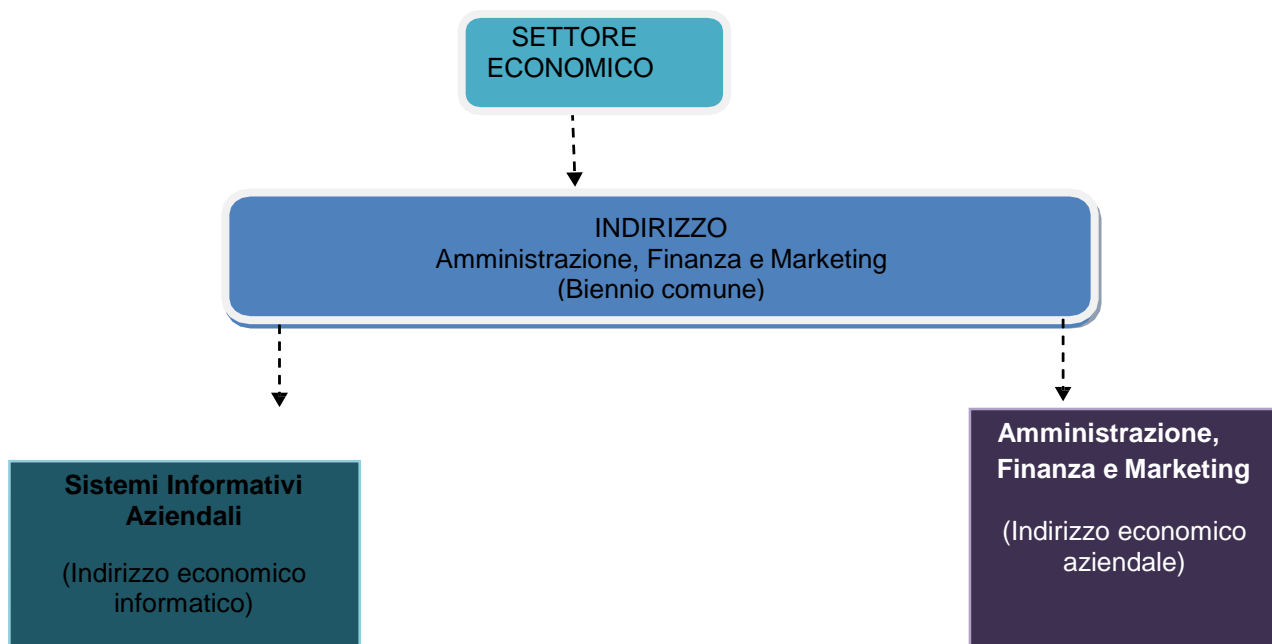 SETTORE
ECONOMICO
INDIRIZZO
Amministrazione, Finanza e Marketing
(Biennio comune)
Sistemi Informativi
Aziendali
(Indirizzo economico
informatico)
Amministrazione,
Finanza e Marketing
(Indirizzo economico
aziendale)